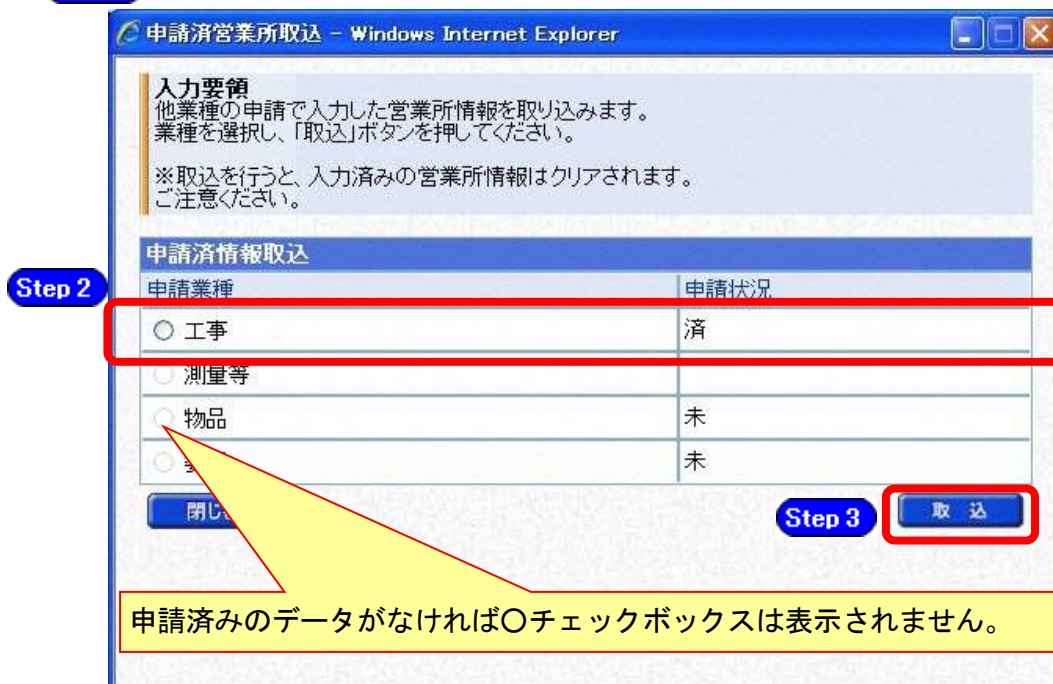 申請済営業所取込 - Windows Internet Explorer
入力要領
他業種の申請で入力した営業所情報を取り込みます。
業種を選択し、「取込」ボタンを押してください。
※取込を行うと、入力済みの営業所情報はクリアされます。
ご注意ください。
申請済情報取込
Step 2
申請業種 申請状況
工事 済
測量等
物品 未
未
閉じ
Step 3
取 込
申請済みのデータがなければ〇チェックボックスは表示されません。